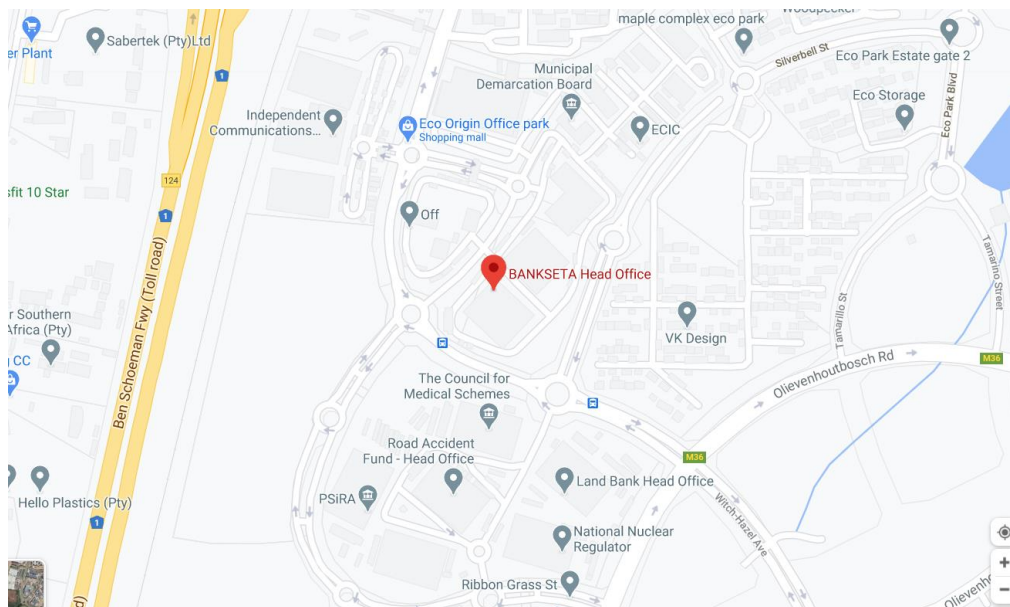 maple complex eco park
Woodpecker
Sabertek (Pty)Ltd
er Plant
Silverbell St
Eco Park Estate gate 2
1
Municipal
Demarcation Board
Eco Storage
Eco Park Blvd
Independent
Communications...
Eco Origin Office park
Shopping mall
ECIC
124
sfit 10 Star
1
Off
Tamarino Street
BANKSETA Head Office
Ben Schoeman Fwy (Toll road)
r Southern
Africa (Pty)
Tamarillo St
VK Design
CC
Olievenhoutbosch Rd
M36
The Council for
Medical Schemes
Road Accident
Fund - Head Office
M36
Hello Plastics (Pty)
PSiRA
Land Bank Head Office
Witch-Hazel Ave
1
National Nuclear
Regulator
Ribbon Grass St
d)